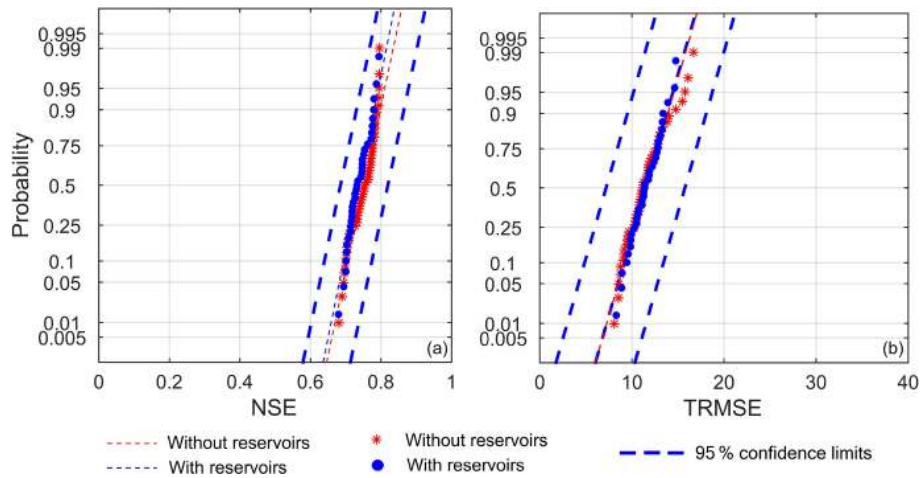 0.995
0.99
0.95
0.9
0.75
0.5
0.25
0.1
0.05
0.01
0.005
Probability
(a)
0 0.2 0.4 0.6 0.8 1
NSE
0.995
0.99
0.95
0.9
0.75
0.5
0.25
0.1
0.05
0.01
0.005
(b)
0 10 20 30 40
TRMSE
Without reservoirs
With reservoirs
Without reservoirs
With reservoirs
95 % confidence limits